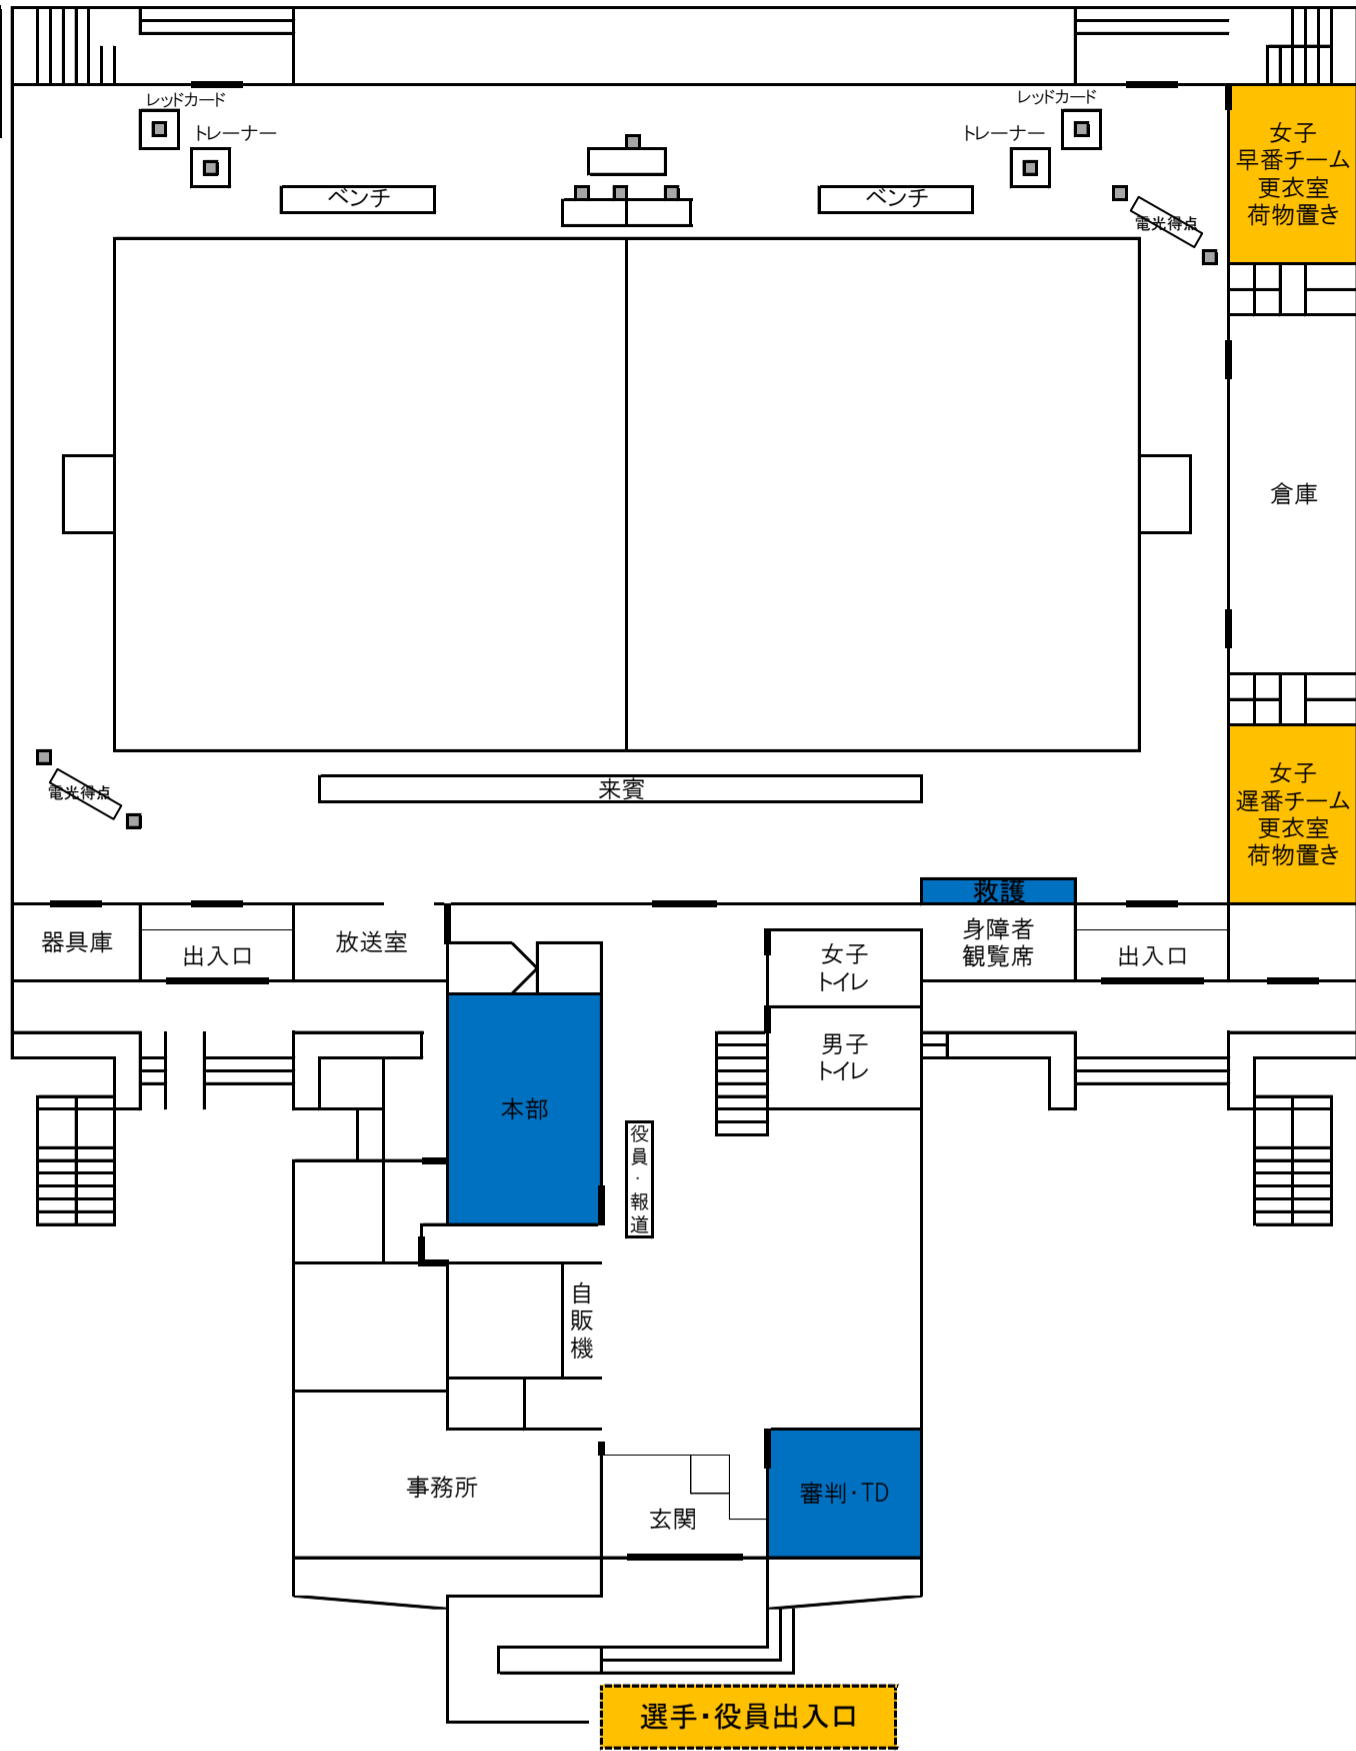 レッドカード
レッドカード
トレーナー
トレーナー
ベンチ
ベンチ
電光得点
女子
早番チーム
更衣室
荷物置き
倉庫
電光得点
来賓
女子
遅番チーム
更衣室
荷物置き
救護
器具庫
出入口
放送室
女子
トイレ
身障者
観覧席
出入口
男子
トイレ
本部
役員・報道
自販機
事務所
玄関
審判・TD
選手・役員出入口